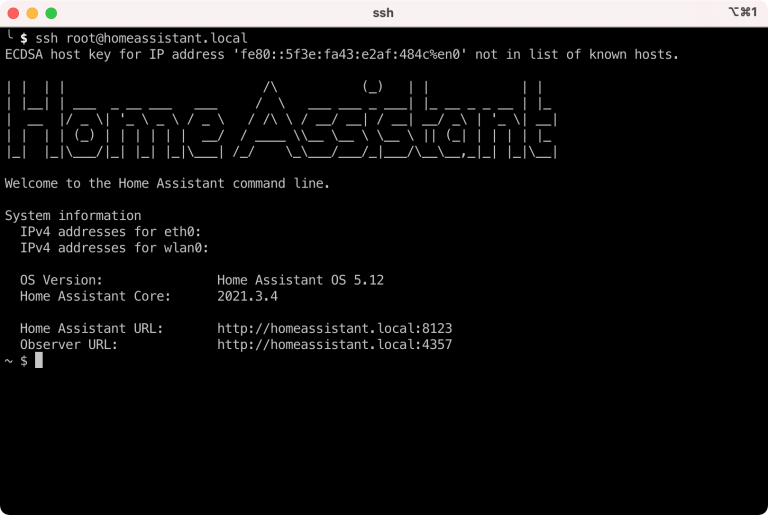 ssh
⌥⌘1
$ ssh root@homeassistant.local
ECDSA host key for IP address 'fe80::5f3e:fa43:e2af:484c%en0' not in list of known hosts.
Home Assistant
Welcome to the Home Assistant command line.
System information
IPv4 addresses for eth0:
IPv4 addresses for wlan0:
OS Version: Home Assistant OS 5.12
Home Assistant Core: 2021.3.4
Home Assistant URL: http://homeassistant.local:8123
Observer URL: http://homeassistant.local:4357
~ $